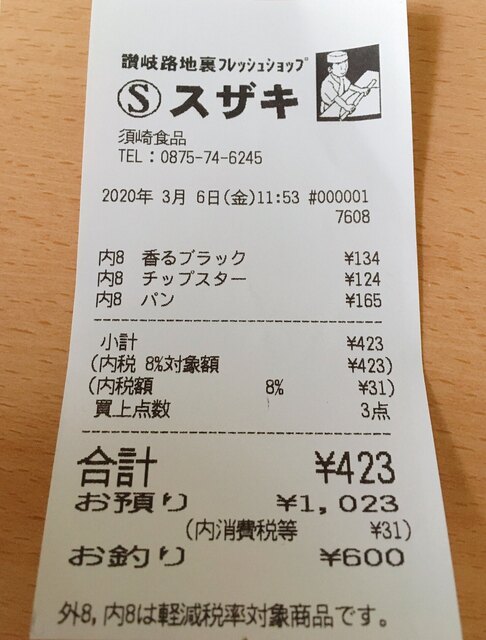 讃岐路地裏フレッシュショップ
Ⓢ スザキ
須崎食品
TEL：0875-74-6245
2020年 3月 6日(金)11:53 #000001
7608
内8 香るブラック ¥134
内8 チップスター ¥124
内8 パン ¥165
小計 ¥423
(内税 8%対象額 ¥423)
(内税額 8% ¥31)
買上点数 3点
合計 ¥423
お預り ¥1,023
(内消費税等 ¥31)
お釣り ¥600
外8,内8は軽減税率対象商品です。